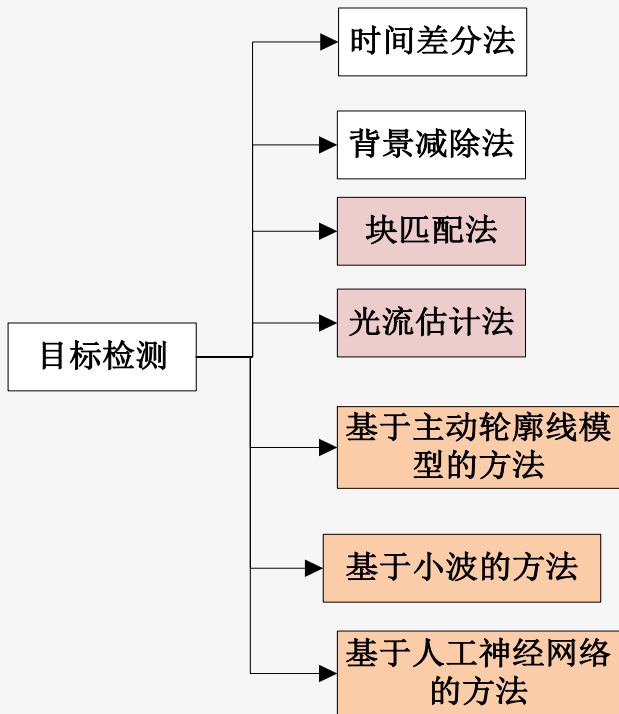 时间差分法
背景减除法
块匹配法
光流估计法
目标检测
基于主动轮廓线模
型的方法
基于小波的方法
基于人工神经网络
的方法